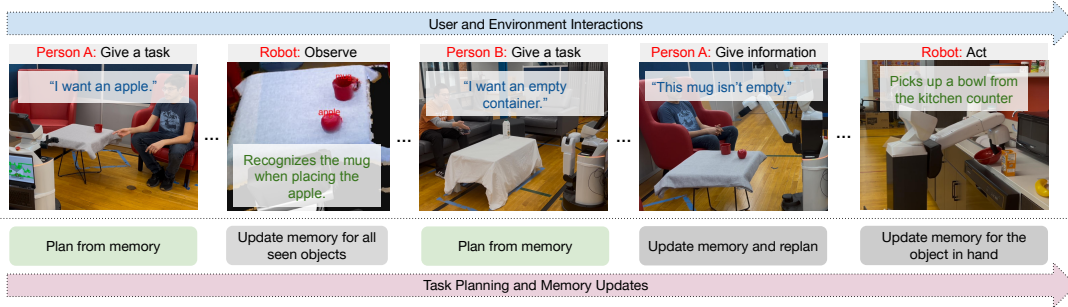 User and Environment Interactions
Person A: Give a task
Robot: Observe
Person B: Give a task
Person A: Give information
Robot: Act
“I want an apple.”
mug
apple
Recognizes the mug
when placing the
apple.
“I want an empty
container.”
“This mug isn’t empty.”
Picks up a bowl from
the kitchen counter
...
...
...
...
Plan from memory
Update memory for all
seen objects
Plan from memory
Update memory and replan
Update memory for the
object in hand
Task Planning and Memory Updates